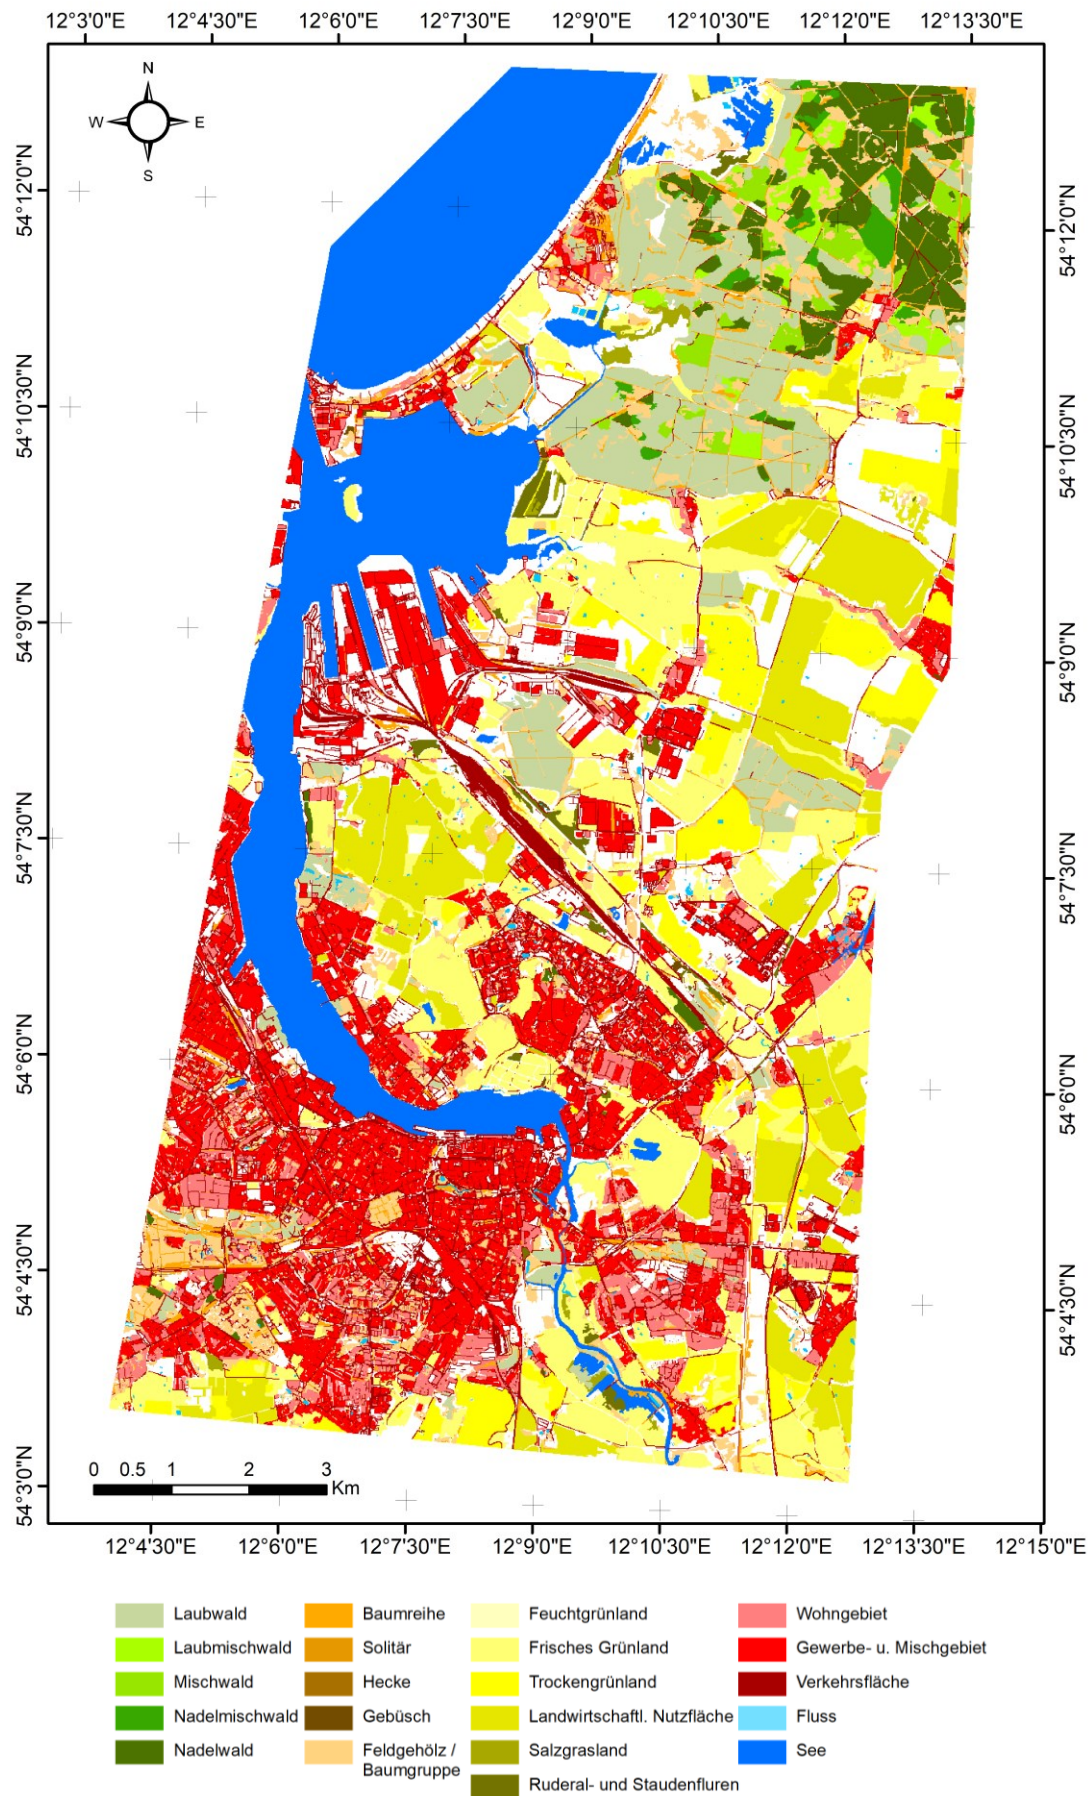 12°3'0"E 12°4'30"E 12°6'0"E 12°7'30"E 12°9'0"E 12°10'30"E 12°12'0"E 12°13'30"E
N
W E
S
54°12'0"N
54°12'0"N
54°10'30"N
54°10'30"N
54°9'0"N
54°9'0"N
54°7'30"N
54°7'30"N
54°6'0"N
54°6'0"N
54°4'30"N
54°4'30"N
54°3'0"N
0 0.5 1 2 3
Km
12°4'30"E 12°6'0"E 12°7'30"E 12°9'0"E 12°10'30"E 12°12'0"E 12°13'30"E 12°15'0"E
Laubwald
Laubmischwald
Mischwald
Nadelmischwald
Nadelwald
Baumreihe
Solitär
Hecke
Gebüsch
Feldgehölz /
Baumgruppe
Feuchtgrünland
Frisches Grünland
Trockengrünland
Landwirtschaftl. Nutzfläche
Salzgrasland
Ruderal- und Staudenfluren
Wohngebiet
Gewerbe- u. Mischgebiet
Verkehrsfläche
Fluss
See